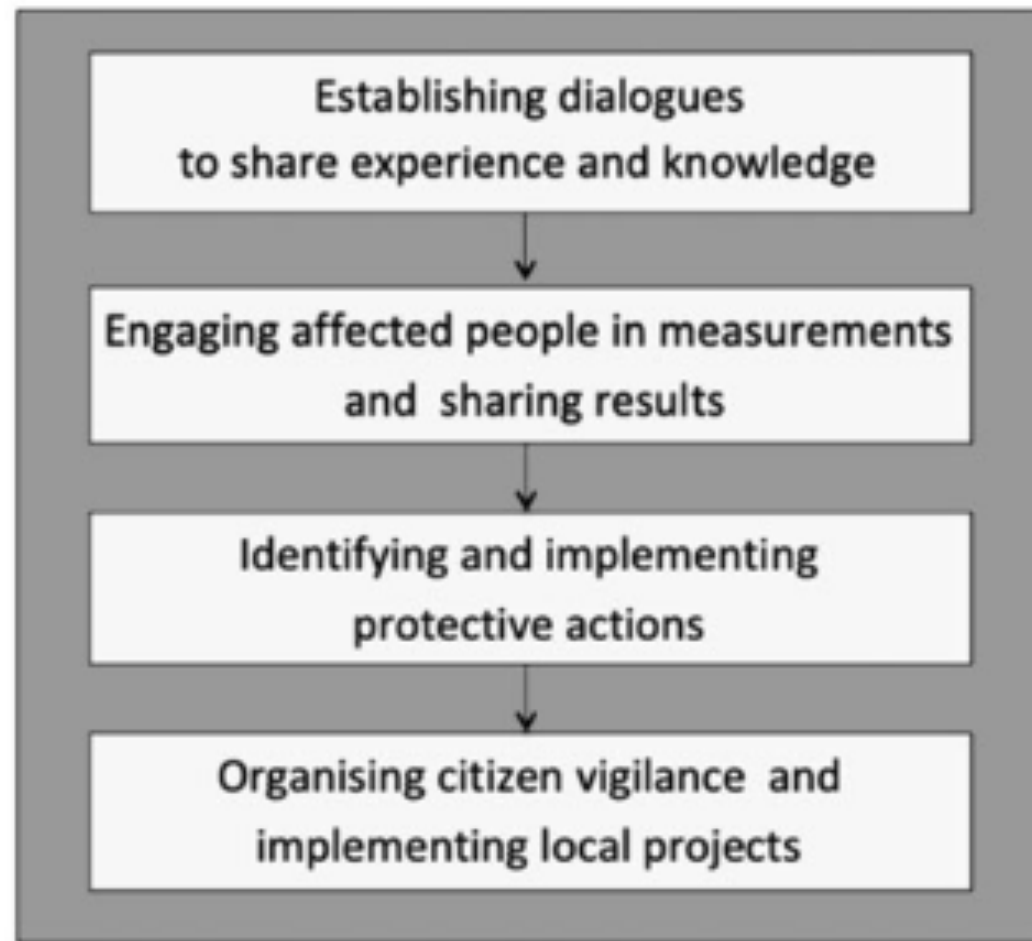 Establishing dialogues
to share experience and knowledge
Engaging affected people in measurements
and sharing results
Identifying and implementing
protective actions
Organising citizen vigilance and
implementing local projects